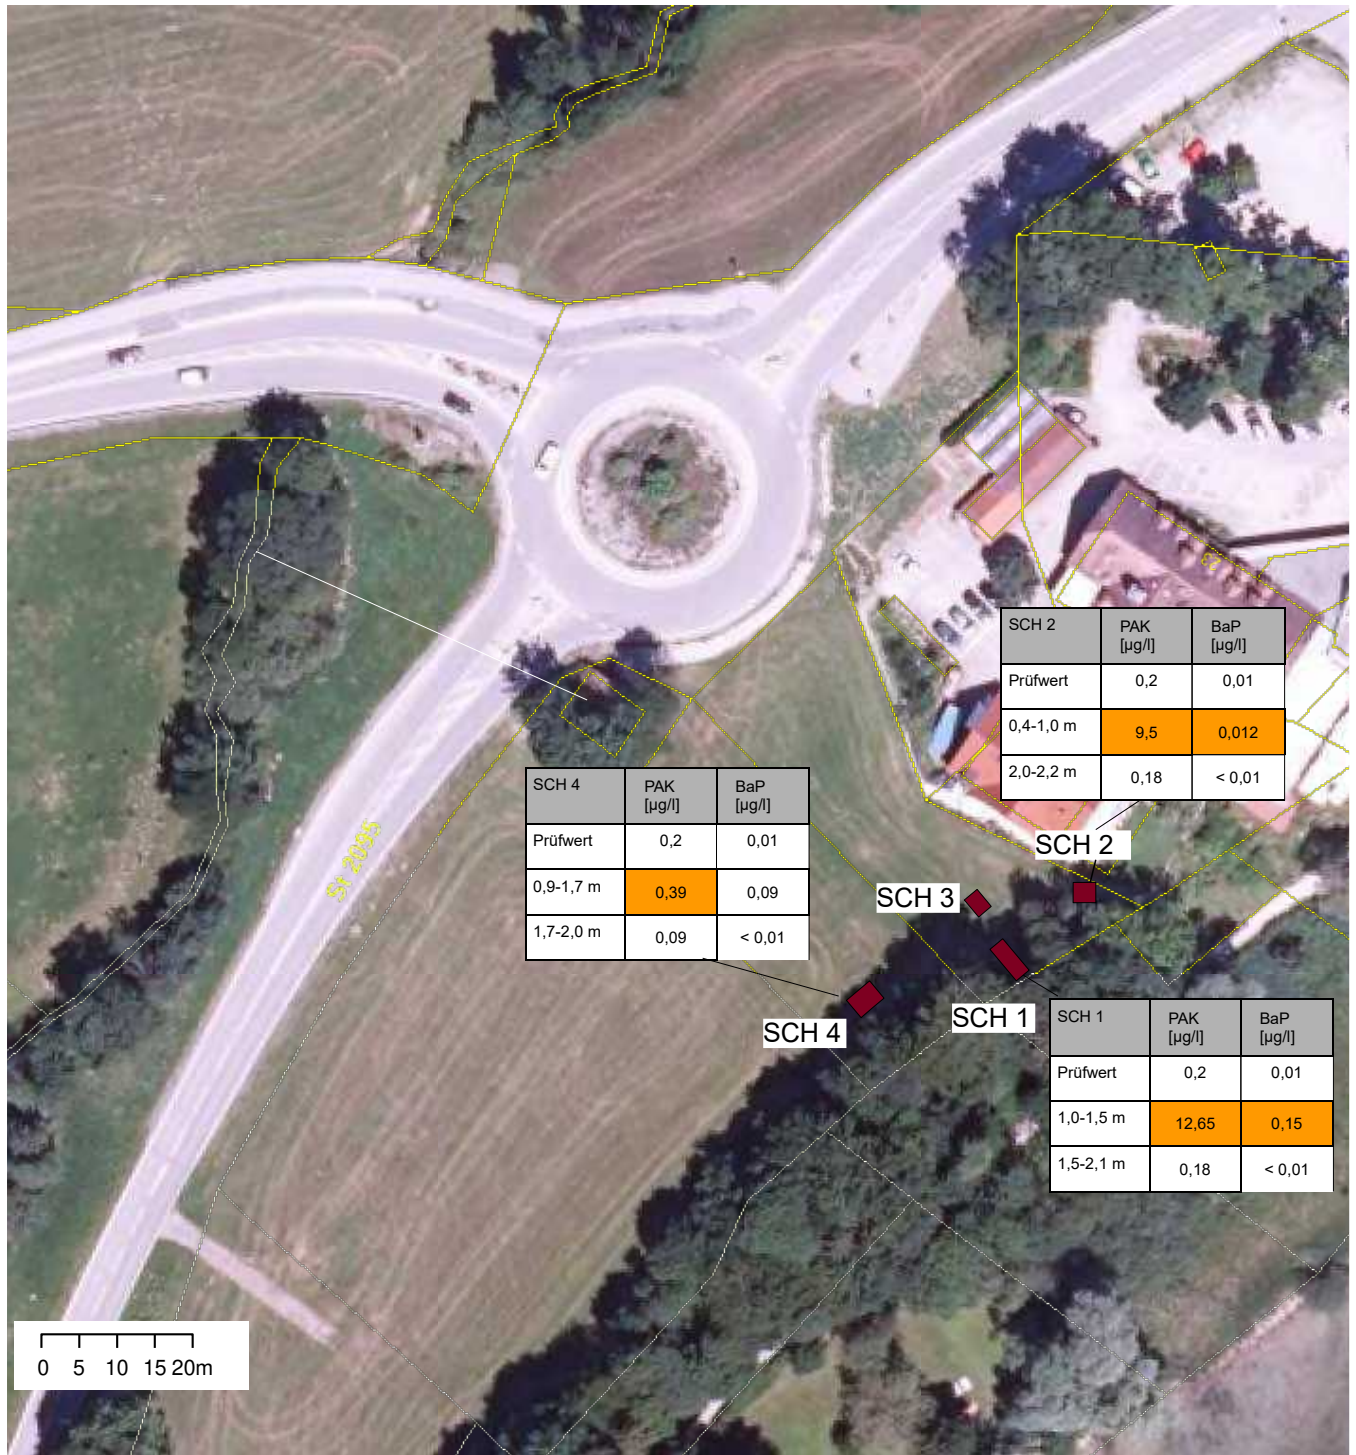 23
SCH 2 PAK BaP
[µg/l] [µg/l]
Prüfwert 0,2 0,01
0,4-1,0 m 9,5 0,012
2,0-2,2 m 0,18 < 0,01
SCH 4 PAK BaP
[µg/l] [µg/l]
Prüfwert 0,2 0,01
0,9-1,7 m 0,39 0,09
1,7-2,0 m 0,09 < 0,01
St 2095
SCH 2
SCH 3
SCH 1
SCH 4
SCH 1 PAK BaP
[µg/l] [µg/l]
Prüfwert 0,2 0,01
1,0-1,5 m 12,65 0,15
1,5-2,1 m 0,18 < 0,01
0 5 10 15 20m